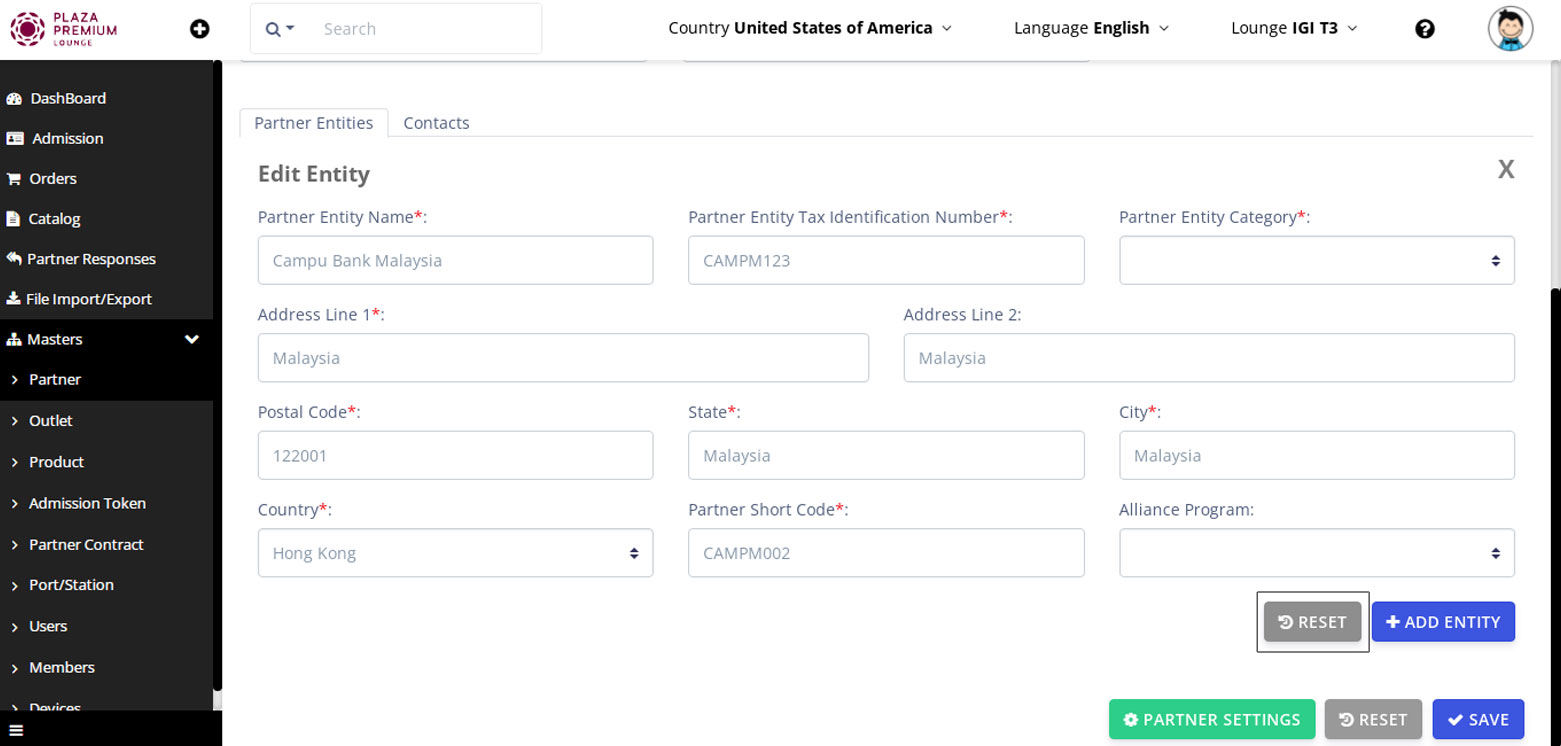 PLAZA
PREMIUM
LOUNGE
Search
Country United States of America
Language English
Lounge IGI T3
?
DashBoard
Admission
Orders
Catalog
Partner Responses
File Import/Export
Masters
Partner
Outlet
Product
Admission Token
Partner Contract
Port/Station
Users
Members
Devices
Partner Entities
Contacts
Edit Entity
X
Partner Entity Name*:
Partner Entity Tax Identification Number*:
Partner Entity Category*:
Campu Bank Malaysia
CAMPM123
Address Line 1*:
Address Line 2:
Malaysia
Malaysia
Postal Code*:
State*:
City*:
122001
Malaysia
Malaysia
Country*:
Partner Short Code*:
Alliance Program:
Hong Kong
CAMPM002
RESET
ADD ENTITY
PARTNER SETTINGS
RESET
SAVE